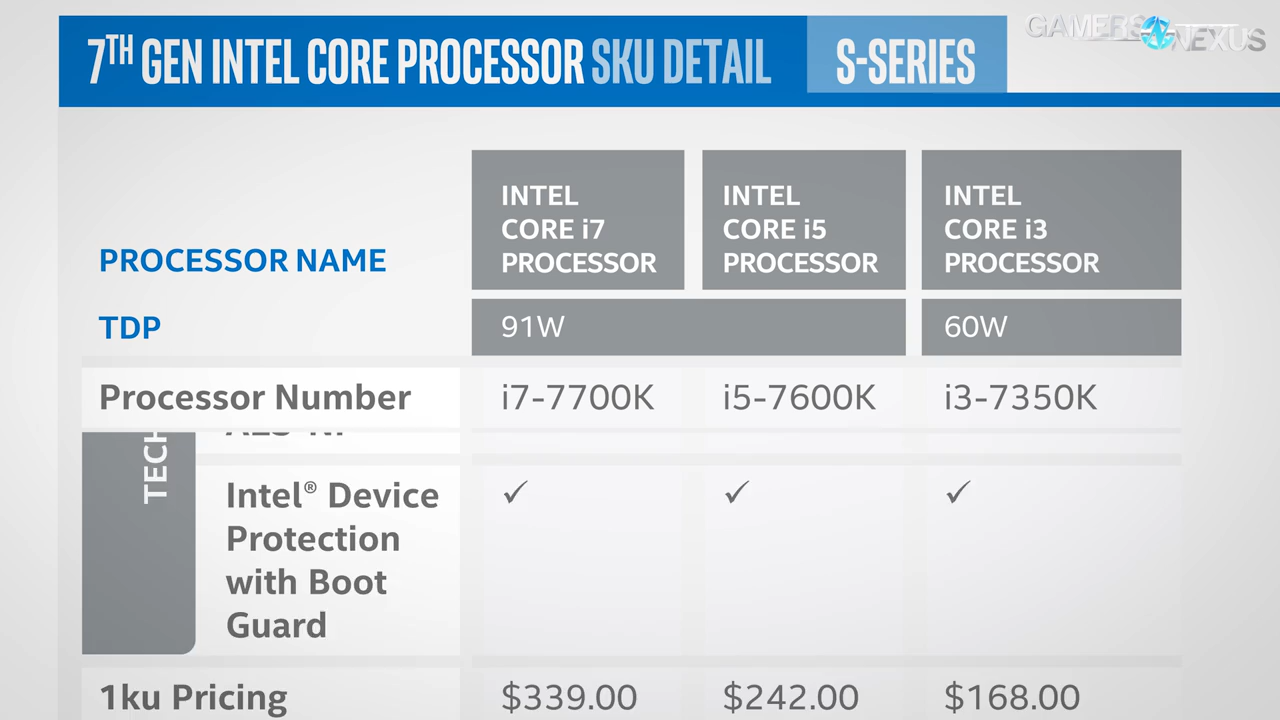 GAMERS NEXUS
7TH GEN INTEL CORE PROCESSOR SKU DETAIL S-SERIES
PROCESSOR NAME
INTEL CORE i7 PROCESSOR
INTEL CORE i5 PROCESSOR
INTEL CORE i3 PROCESSOR
TDP 91W 60W
Processor Number i7-7700K i5-7600K i3-7350K
TECH
Intel® Device ✓ ✓ ✓
Protection
with Boot
Guard
1ku Pricing $339.00 $242.00 $168.00